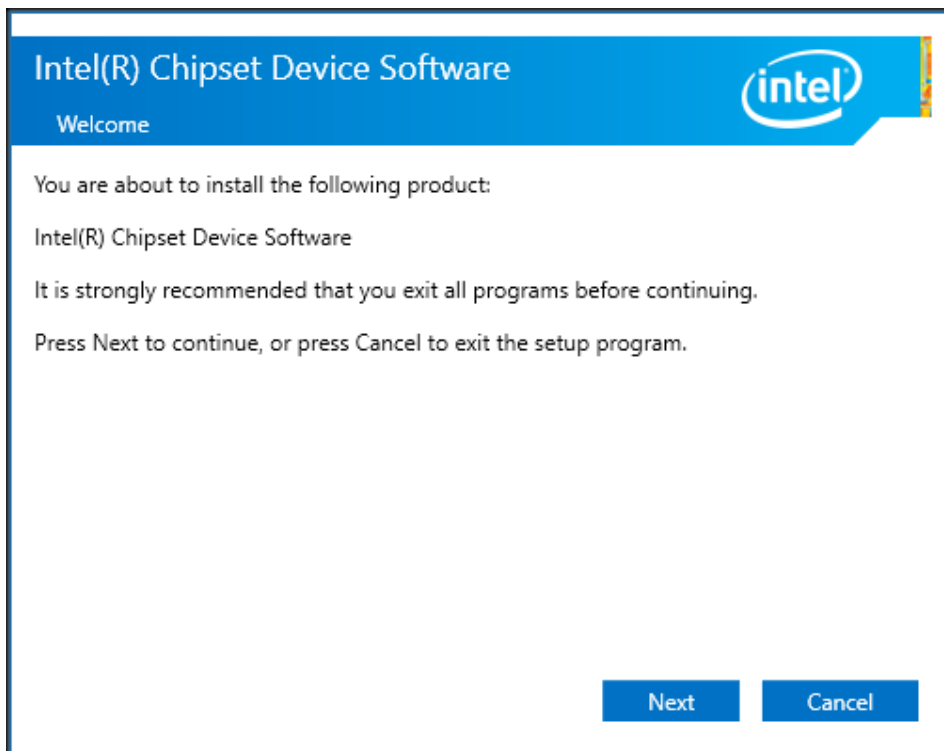 Intel(R) Chipset Device Software
intel
Welcome
You are about to install the following product:
Intel(R) Chipset Device Software
It is strongly recommended that you exit all programs before continuing.
Press Next to continue, or press Cancel to exit the setup program.
Next
Cancel